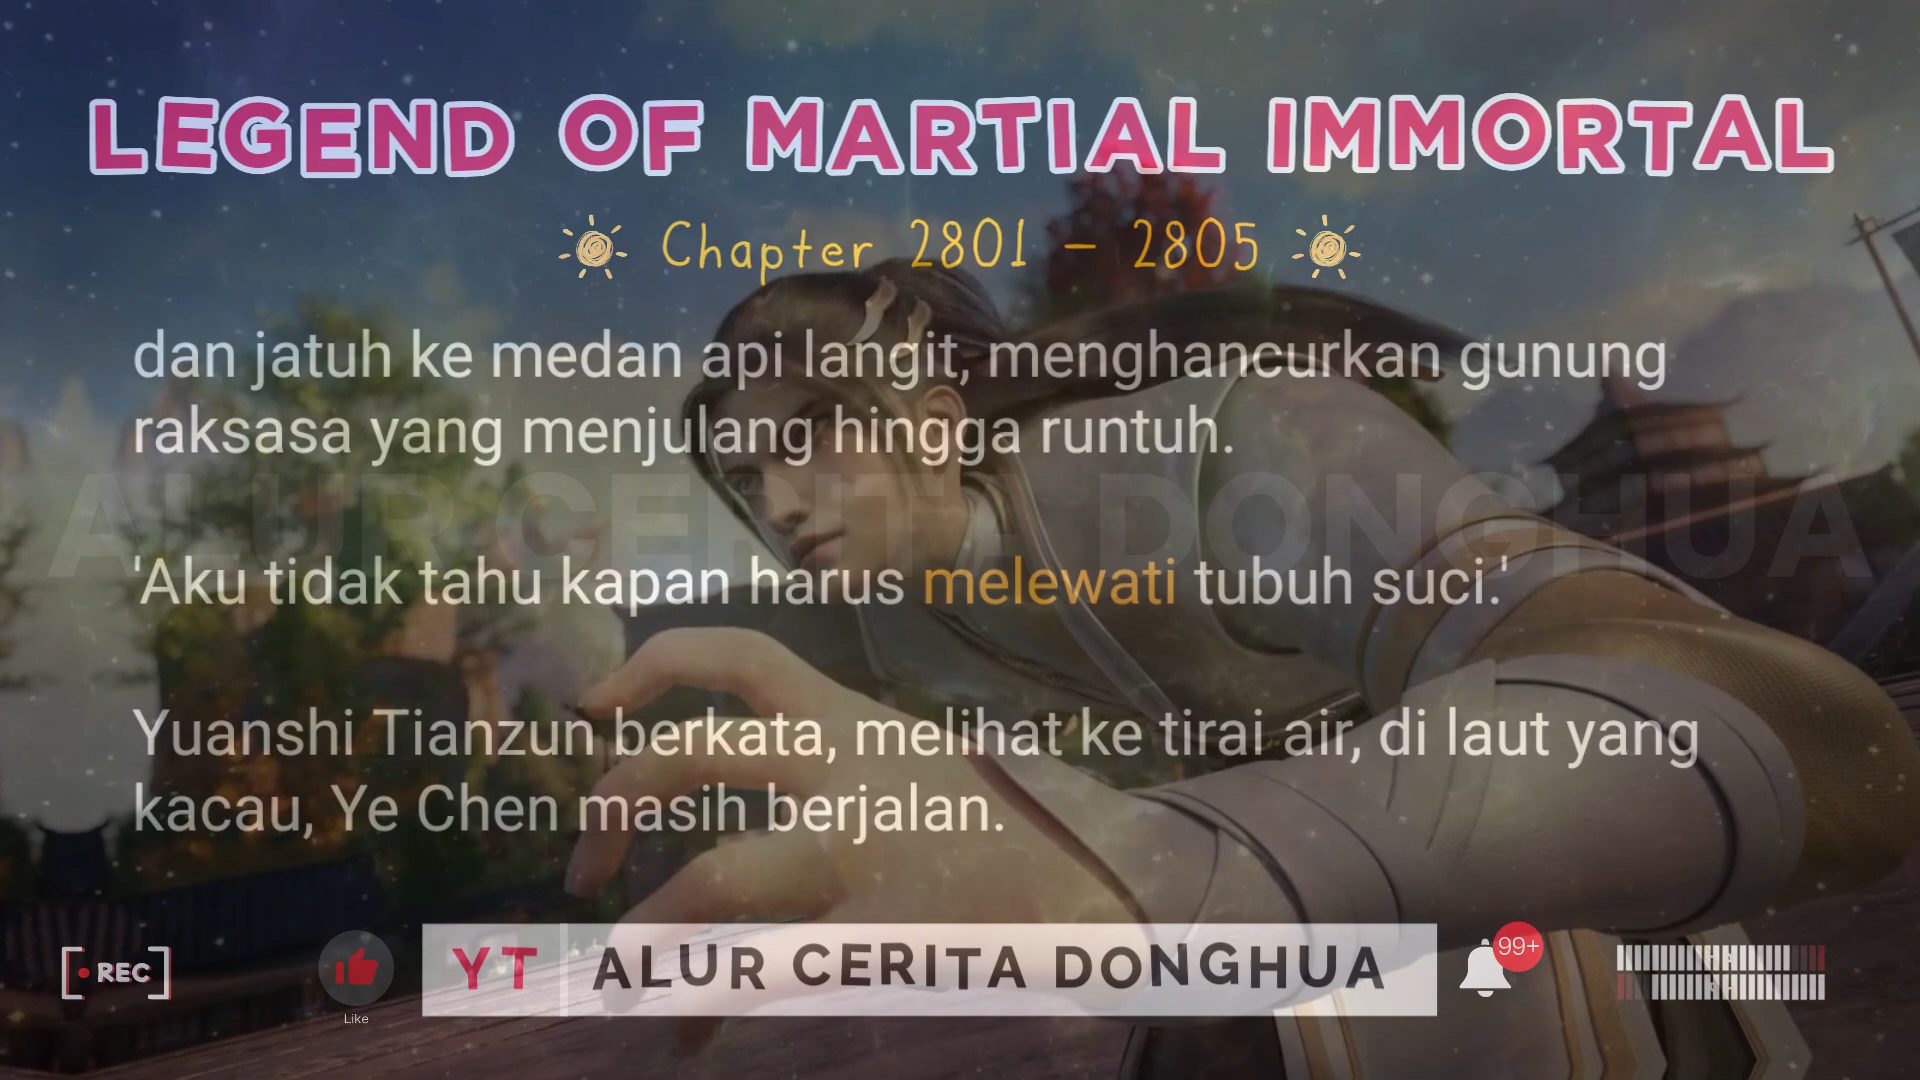 LEGEND OF MARTIAL IMMORTAL
Chapter 2801 - 2805
dan jatuh ke medan api langit, menghancurkan gunung
raksasa yang menjulang hingga runtuh.
ALUR CERITA DONGHUA
'Aku tidak tahu kapan harus melewati tubuh suci.'
Yuanshi Tianzun berkata, melihat ke tirai air, di laut yang
kacau, Ye Chen masih berjalan.
REC
Like
YT ALUR CERITA DONGHUA
99+